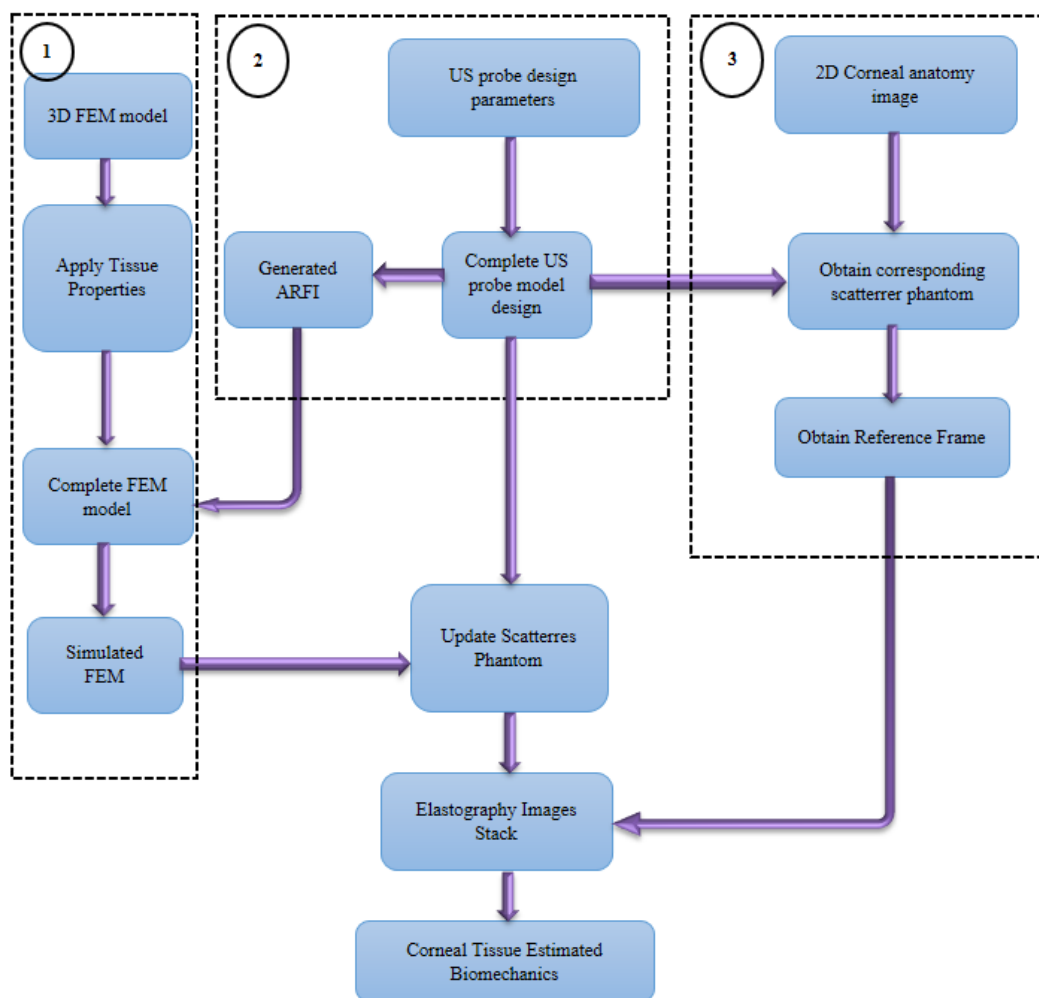 1
3D FEM model
Apply Tissue
Properties
Complete FEM
model
Simulated
FEM
2
US probe design
parameters
Generated
ARFI
Complete US
probe model
design
3
2D Corneal anatomy
image
Obtain corresponding
scatterrer phantom
Obtain Reference Frame
Update Scatterres
Phantom
Elastography Images
Stack
Corneal Tissue Estimated
Biomechanics